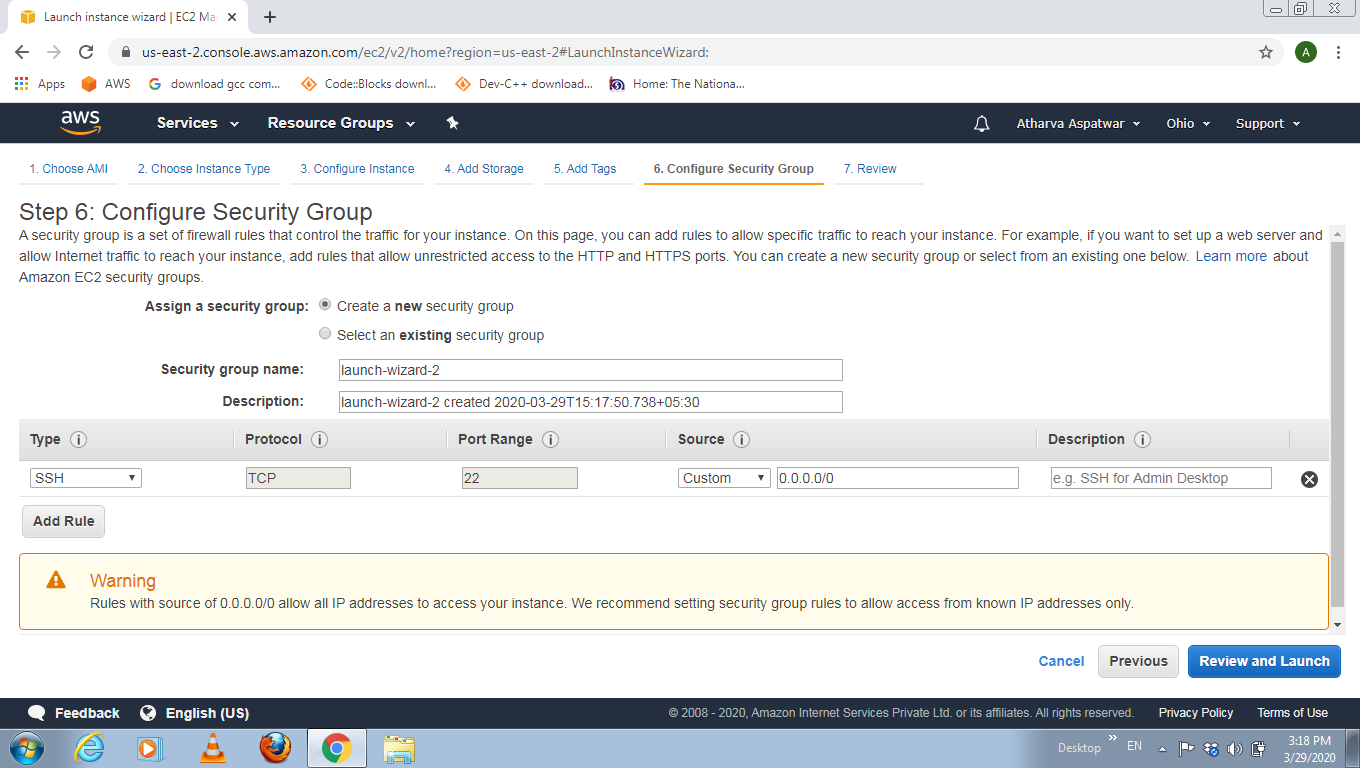 Launch instance wizard | EC2 Ma
us-east-2.console.aws.amazon.com/ec2/v2/home?region=us-east-2#LaunchInstanceWizard:
A
Apps AWS download gcc com... Code::Blocks downl... Dev-C++ download... Home: The Nationa...
aws Services Resource Groups Atharva Aspatwar Ohio Support
1. Choose AMI 2. Choose Instance Type 3. Configure Instance 4. Add Storage 5. Add Tags 6. Configure Security Group 7. Review
Step 6: Configure Security Group
A security group is a set of firewall rules that control the traffic for your instance. On this page, you can add rules to allow specific traffic to reach your instance. For example, if you want to set up a web server and
allow Internet traffic to reach your instance, add rules that allow unrestricted access to the HTTP and HTTPS ports. You can create a new security group or select from an existing one below. Learn more about
Amazon EC2 security groups.
Assign a security group: Create a new security group
Select an existing security group
Security group name: launch-wizard-2
Description: launch-wizard-2 created 2020-03-29T15:17:50.738+05:30
Type i Protocol i Port Range i Source i Description i
SSH TCP 22 Custom 0.0.0.0/0 e.g. SSH for Admin Desktop
Add Rule
Warning
Rules with source of 0.0.0.0/0 allow all IP addresses to access your instance. We recommend setting security group rules to allow access from known IP addresses only.
Cancel Previous Review and Launch
Feedback English (US) © 2008 - 2020, Amazon Internet Services Private Ltd. or its affiliates. All rights reserved. Privacy Policy Terms of Use
Desktop » EN 3:18 PM
3/29/2020